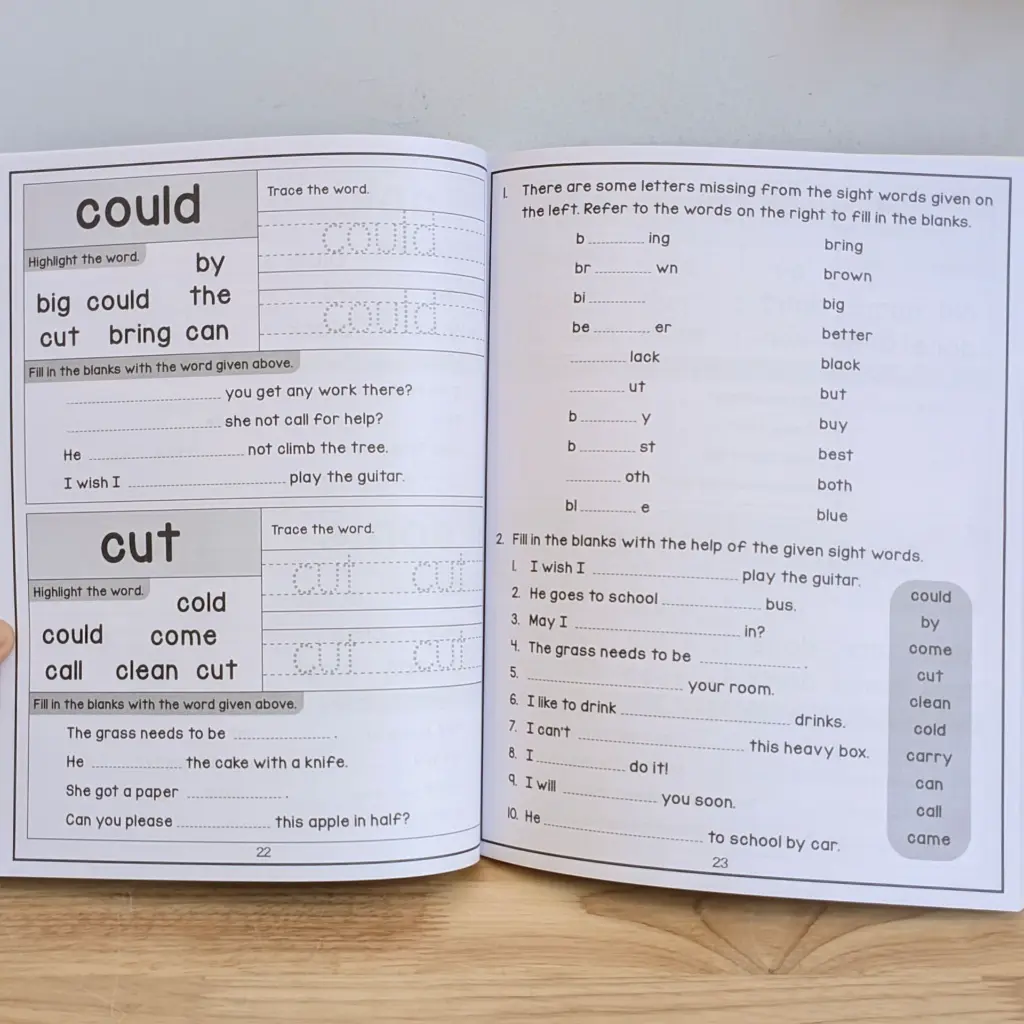 could
Trace the word.
could
could
Highlight the word.
by
big could the
cut bring can
Fill in the blanks with the word given above.
you get any work there?
she not call for help?
He not climb the tree.
I wish I play the guitar.
cut
Trace the word.
cut cut
cut cut
Highlight the word.
cold
could come
call clean cut
Fill in the blanks with the word given above.
The grass needs to be .
He the cake with a knife.
She got a paper .
Can you please this apple in half?
22
1. There are some letters missing from the sight words given on
the left. Refer to the words on the right to fill in the blanks.
b ing bring
br wn brown
bi big
be er better
lack black
ut but
b y buy
b st best
oth both
bl e blue
2. Fill in the blanks with the help of the given sight words.
1. I wish I play the guitar.
2. He goes to school bus.
3. May I in?
4. The grass needs to be .
5. your room.
6. I like to drink drinks.
7. I can't this heavy box.
8. I do it!
9. I will you soon.
10. He to school by car.
could
by
come
cut
clean
cold
carry
can
call
came
23